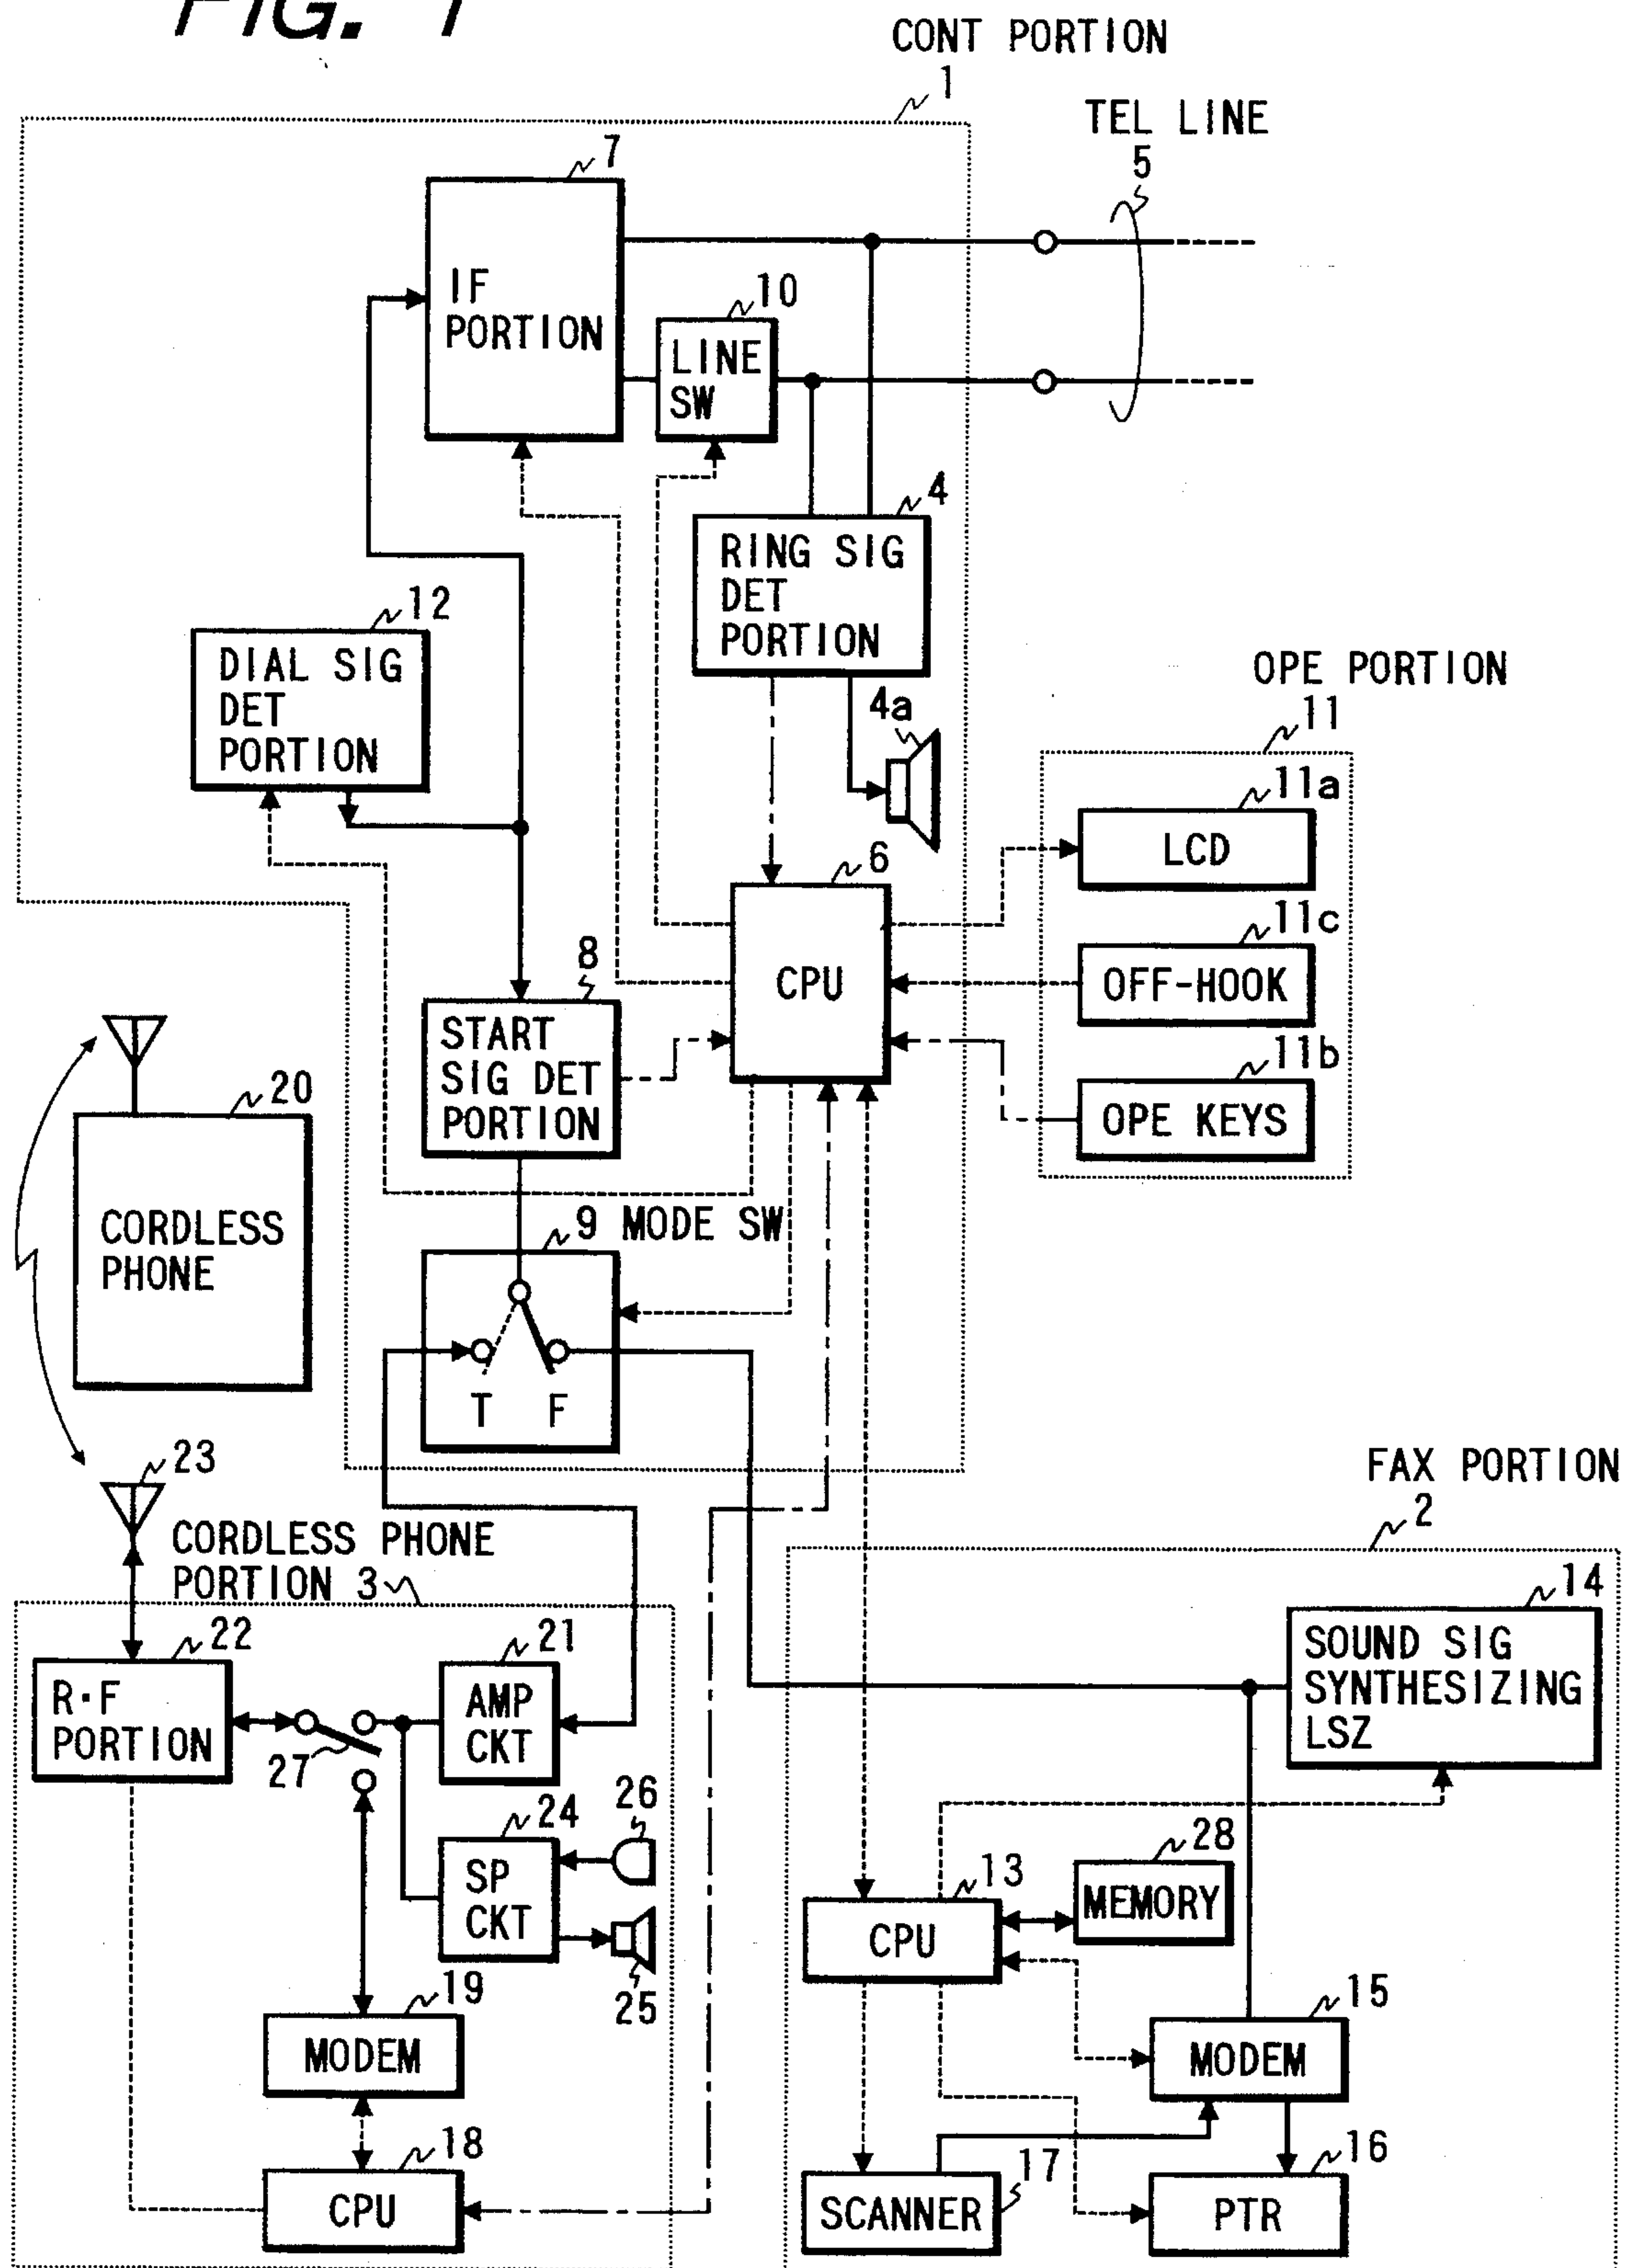 FIG. 1
CONT PORTION
1
TEL LINE
5
7
IF
PORTION
10
LINE
SW
4
RING SIG
DET
PORTION
4a
12
DIAL SIG
DET
PORTION
OPE PORTION
11
11a
LCD
11c
OFF-HOOK
11b
OPE KEYS
6
CPU
8
START
SIG DET
PORTION
20
CORDLESS
PHONE
9 MODE SW
T F
23
CORDLESS PHONE
PORTION 3
FAX PORTION
2
14
SOUND SIG
SYNTHESIZING
LSZ
22
R·F
PORTION
21
AMP
CKT
27
24
SP
CKT
26
25
28
MEMORY
13
CPU
19
MODEM
15
MODEM
18
CPU
17
SCANNER
16
PTR